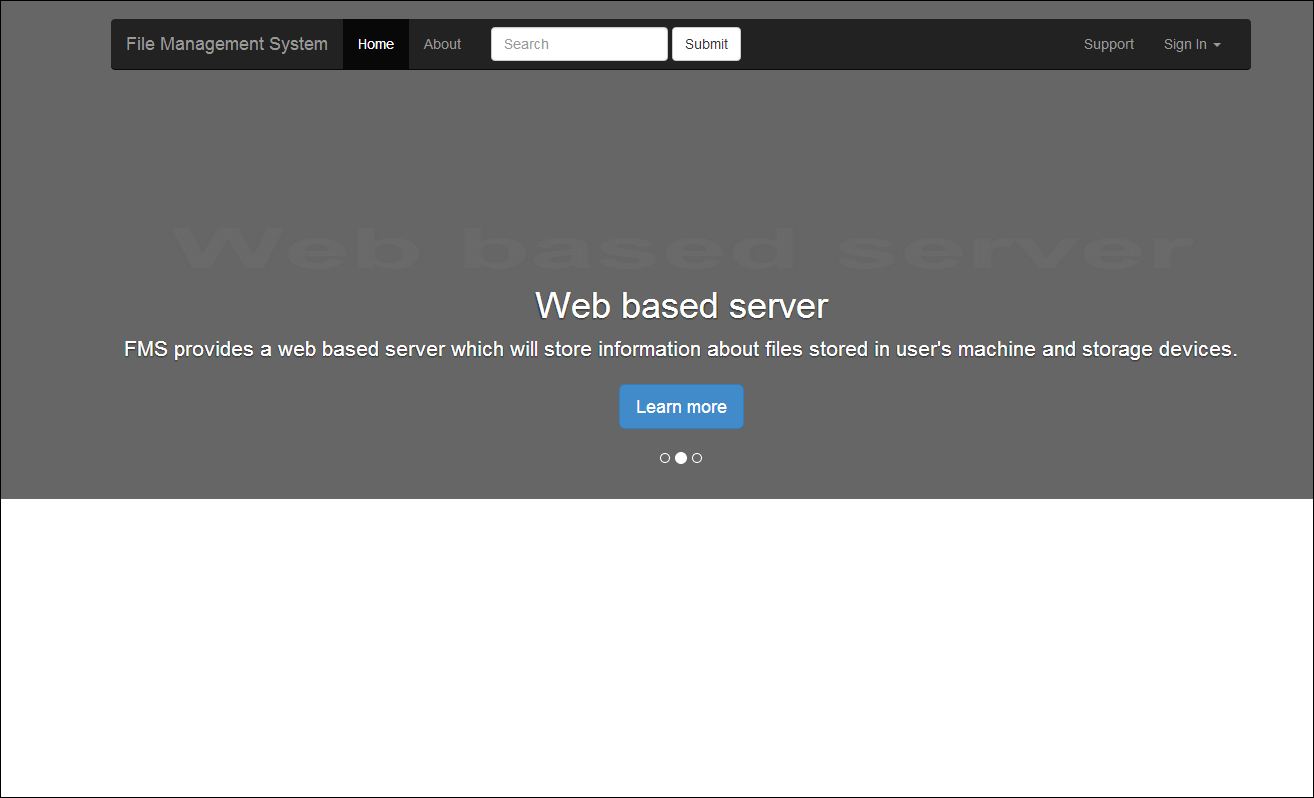 File Management System Home About Search Submit Support Sign In
Web based server
Web based server
FMS provides a web based server which will store information about files stored in user's machine and storage devices.
Learn more